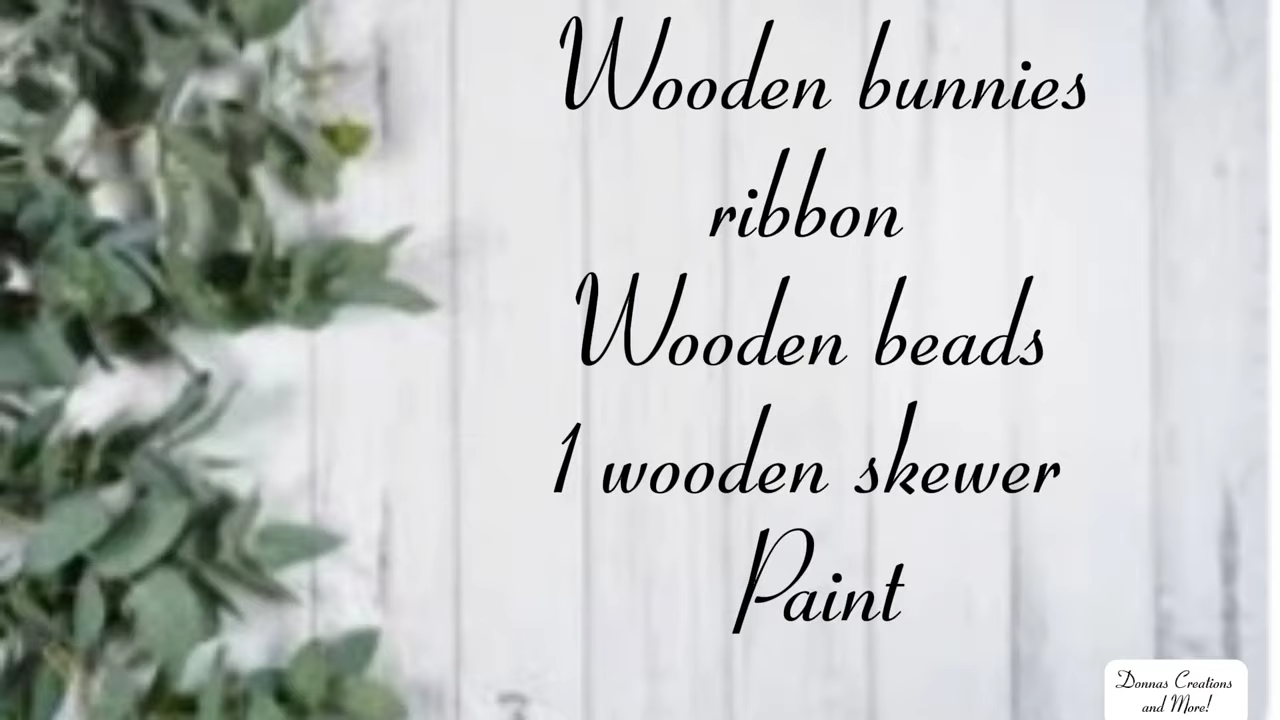 Wooden bunnies
ribbon
Wooden beads
1 wooden skewer
Paint
Donnas Creations
and More!